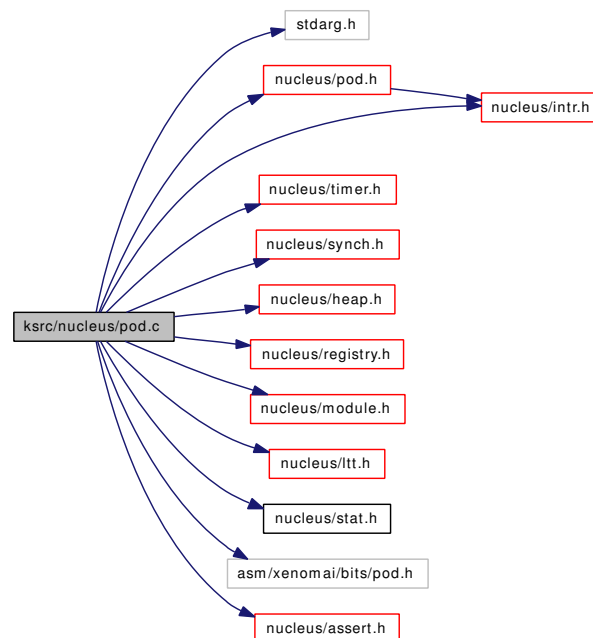 stdarg.h
nucleus/pod.h
nucleus/intr.h
nucleus/timer.h
nucleus/synch.h
nucleus/heap.h
ksrc/nucleus/pod.c
nucleus/registry.h
nucleus/module.h
nucleus/ltt.h
nucleus/stat.h
asm/xenomai/bits/pod.h
nucleus/assert.h